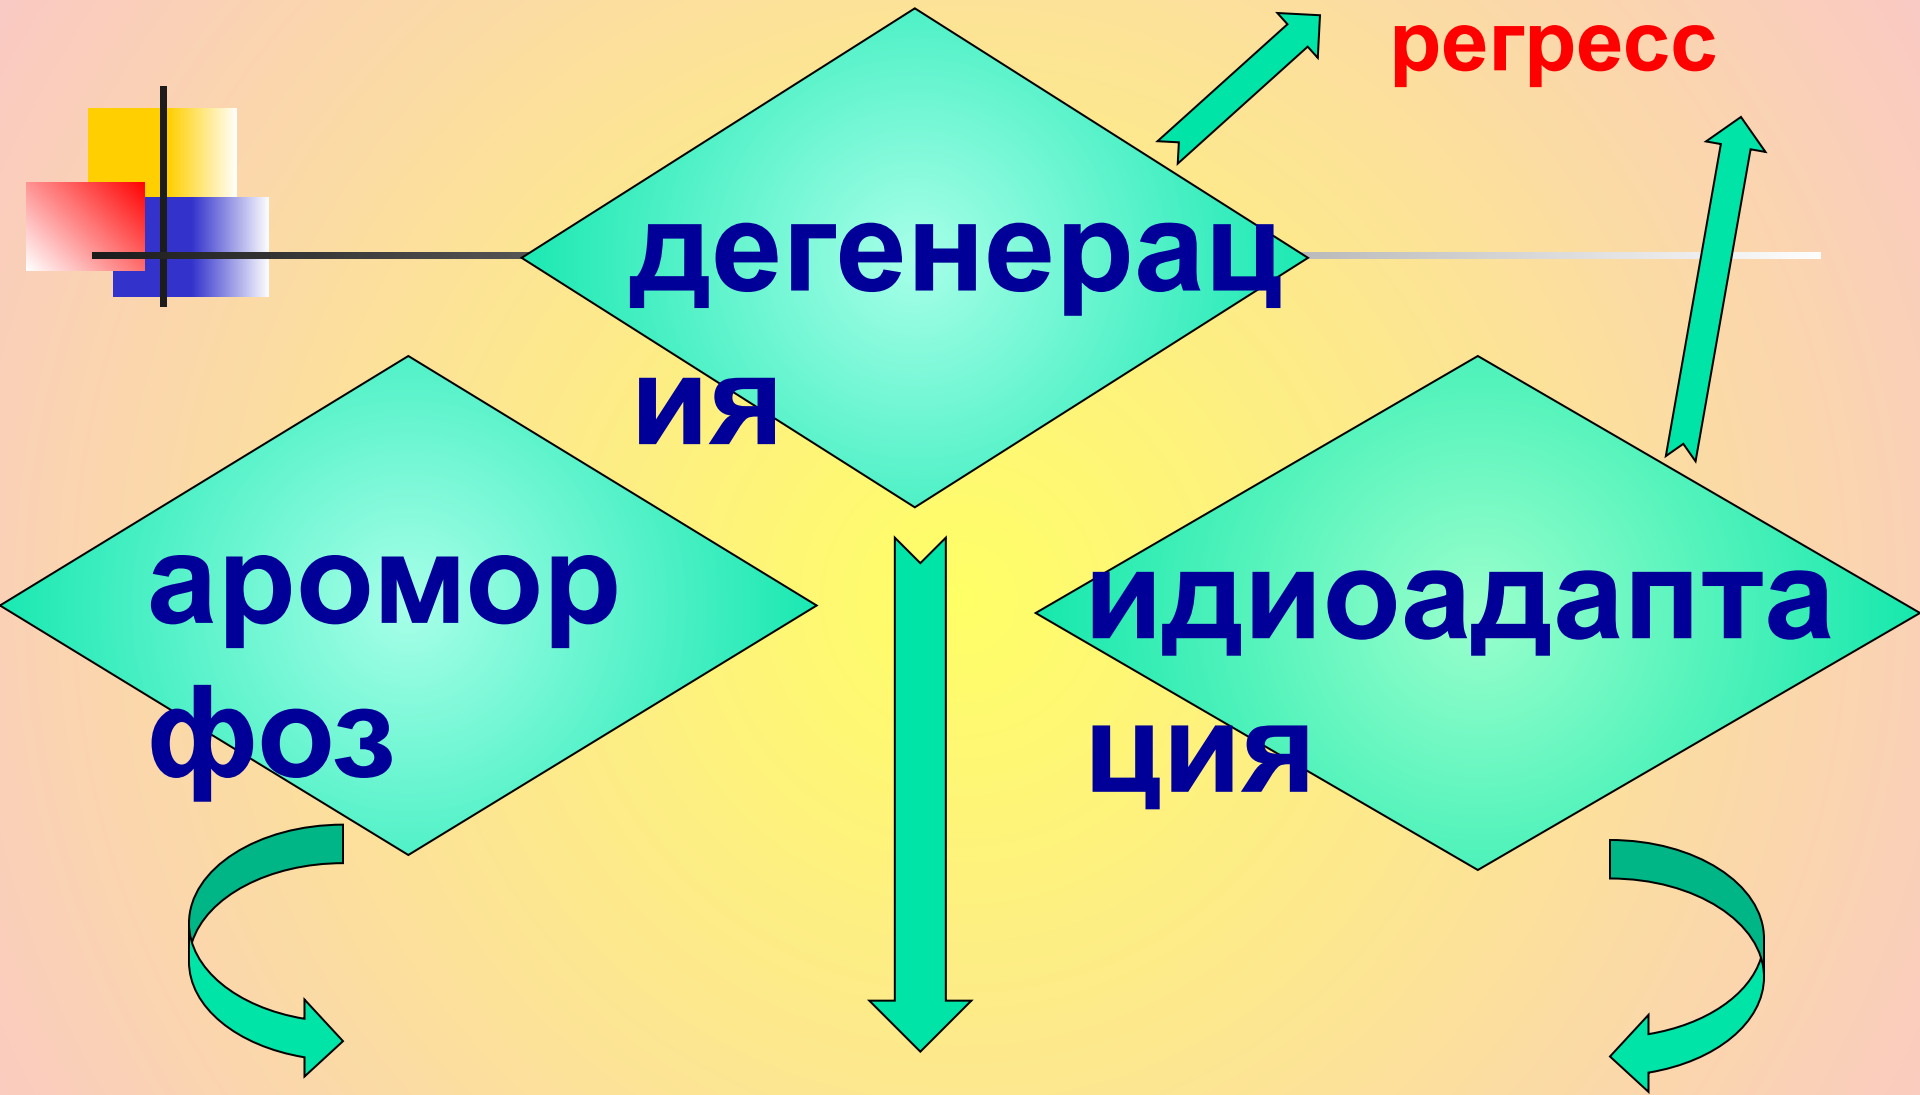 регресс
дегенерац
ия
аромор
фоз
идиоадапта
ция